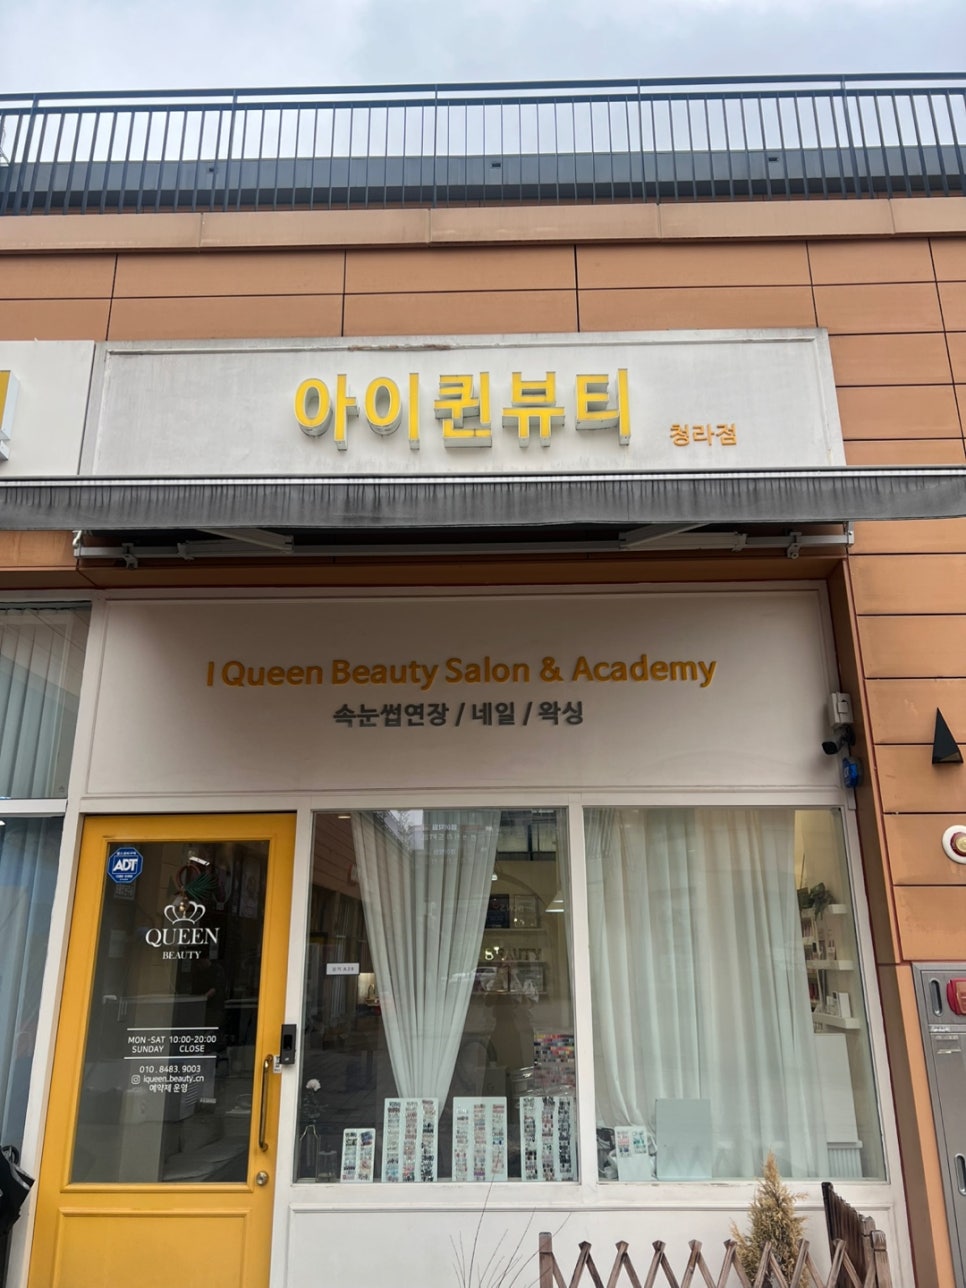 아이퀸뷰티 청라점
I Queen Beauty Salon & Academy
속눈썹연장 / 네일 / 왁싱
ADT
QUEEN
BEAUTY
MON-SAT 10:00-20:00
SUNDAY CLOSE
010.8483.9003
iqueen.beauty.cn
예약제 운영
BEAUTY